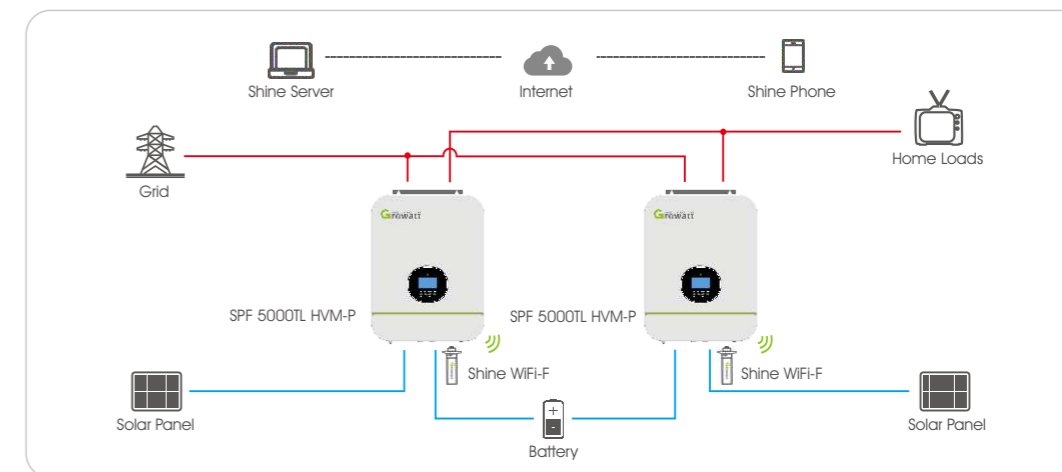 Shine Server
Internet
Shine Phone
Home Loads
Grid
Growatt
Growatt
SPF 5000TL HVM-P
SPF 5000TL HVM-P
Shine WiFi-F
Shine WiFi-F
Solar Panel
Solar Panel
Battery